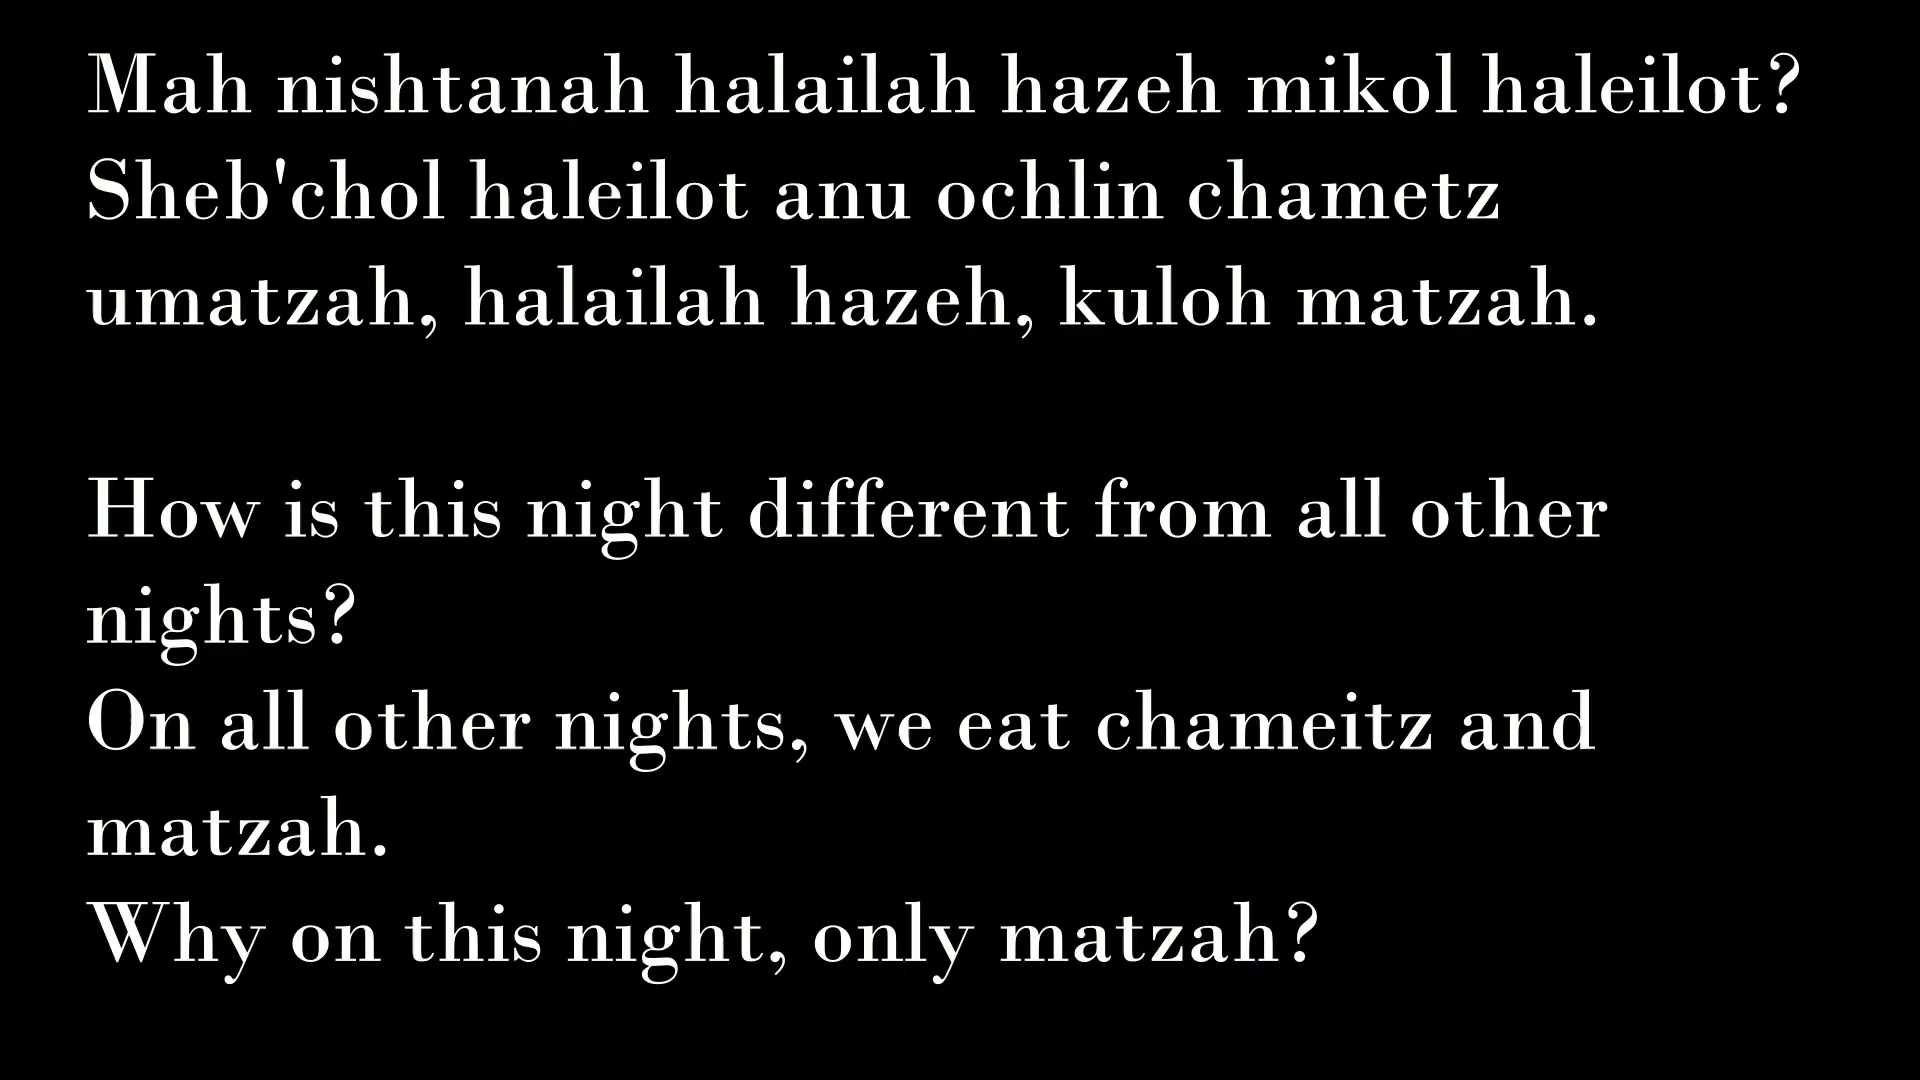 Mah nishtanah halailah hazeh mikol haleilot?
Sheb'chol haleilot anu ochlin chametz
umatzah, halailah hazeh, kuloh matzah.
How is this night different from all other
nights?
On all other nights, we eat chameitz and
matzah.
Why on this night, only matzah?